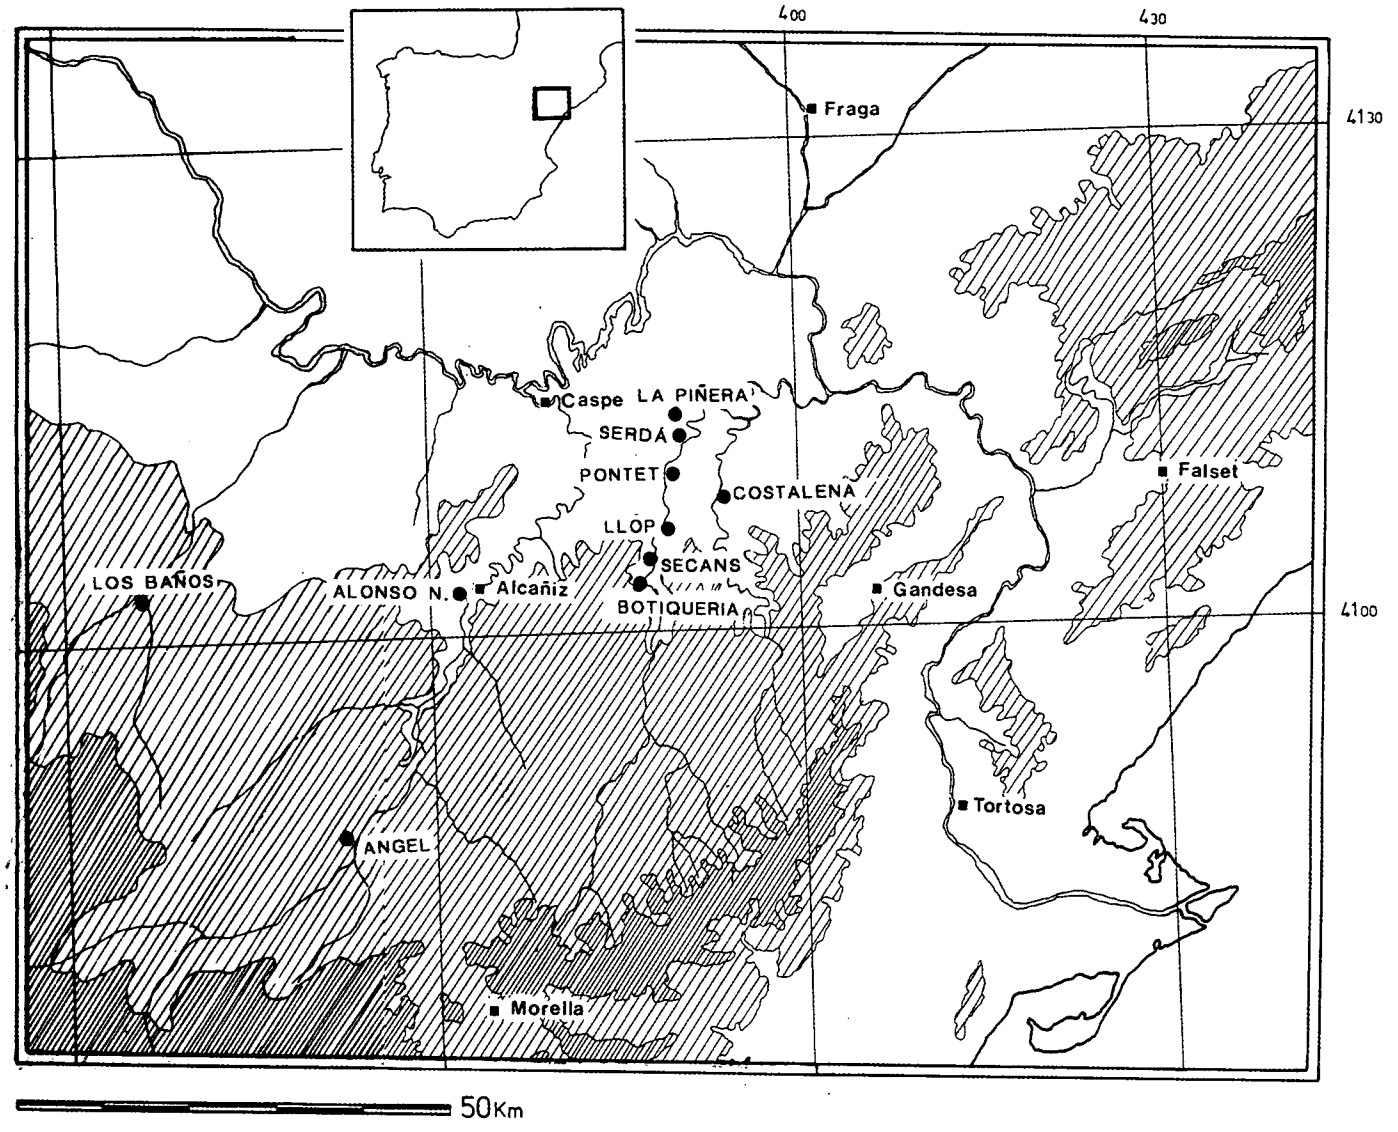 400
430
Fraga
4130
Caspe
LA PIÑERA
SERDÁ
PONTET
Falset
COSTALENA
LLOP
SECANS
LOS BAÑOS
ALONSO N.
Alcañiz
Gandesa
BOTIQUERIA
4100
Tortosa
ANGEL
Morella
50Km